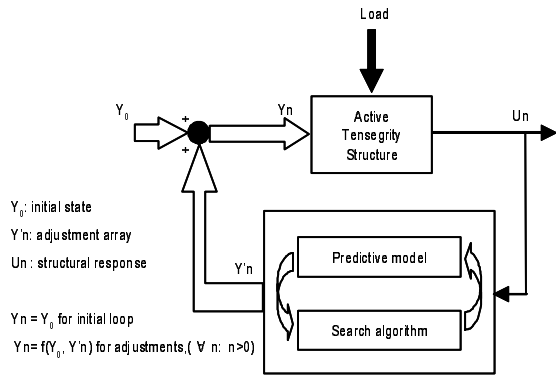 Load
Y0
+
+
Yn
Active
Tensegrity
Structure
Un
Y0: initial state
Y'n: adjustment array
Un : structural response
Y'n
Predictive model
Search algorithm
Yn = Y0 for initial loop
Yn= f(Y0, Y'n) for adjustments,( ∀ n: n>0)